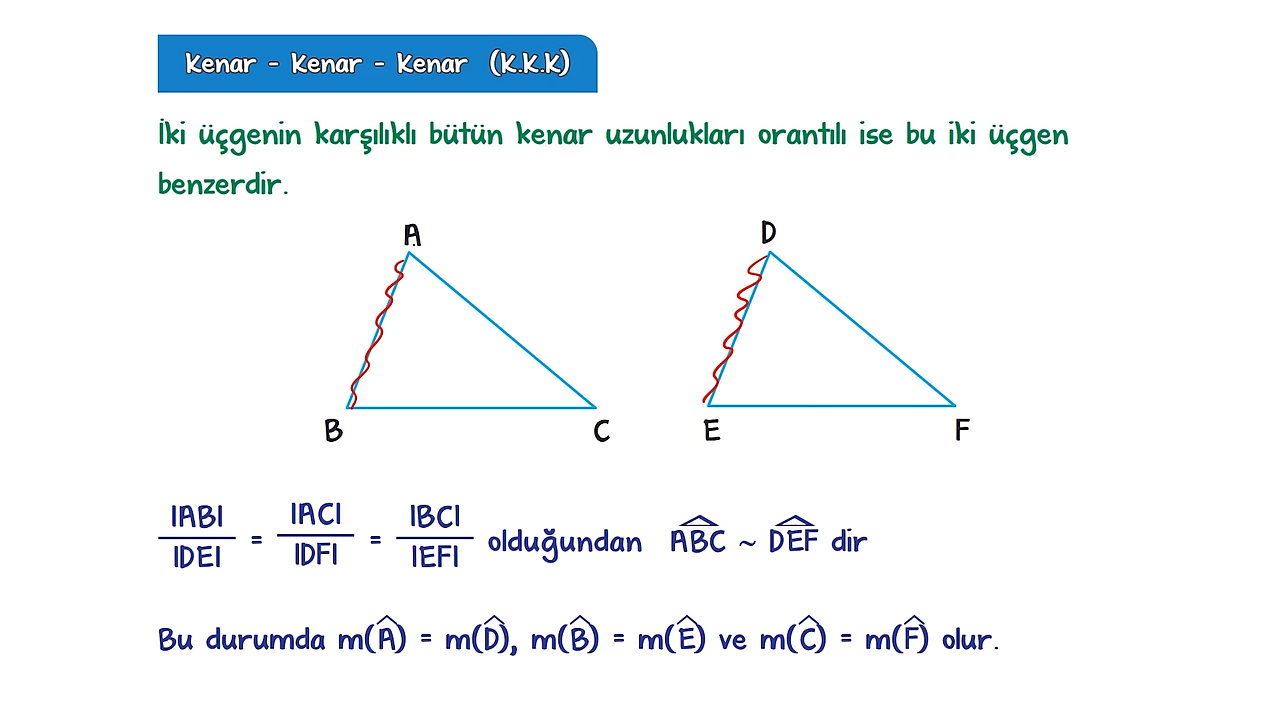 Kenar - Kenar - Kenar (K.K.K)
İki üçgenin karşılıklı bütün kenar uzunlukları orantılı ise bu iki üçgen
benzerdir.
A D
B C E F
|AB|/|DE| = |AC|/|DF| = |BC|/|EF| olduğundan ABĈ ~ DEF̂ dir
Bu durumda m(Â) = m(D̂), m(B̂) = m(Ê) ve m(Ĉ) = m(F̂) olur.